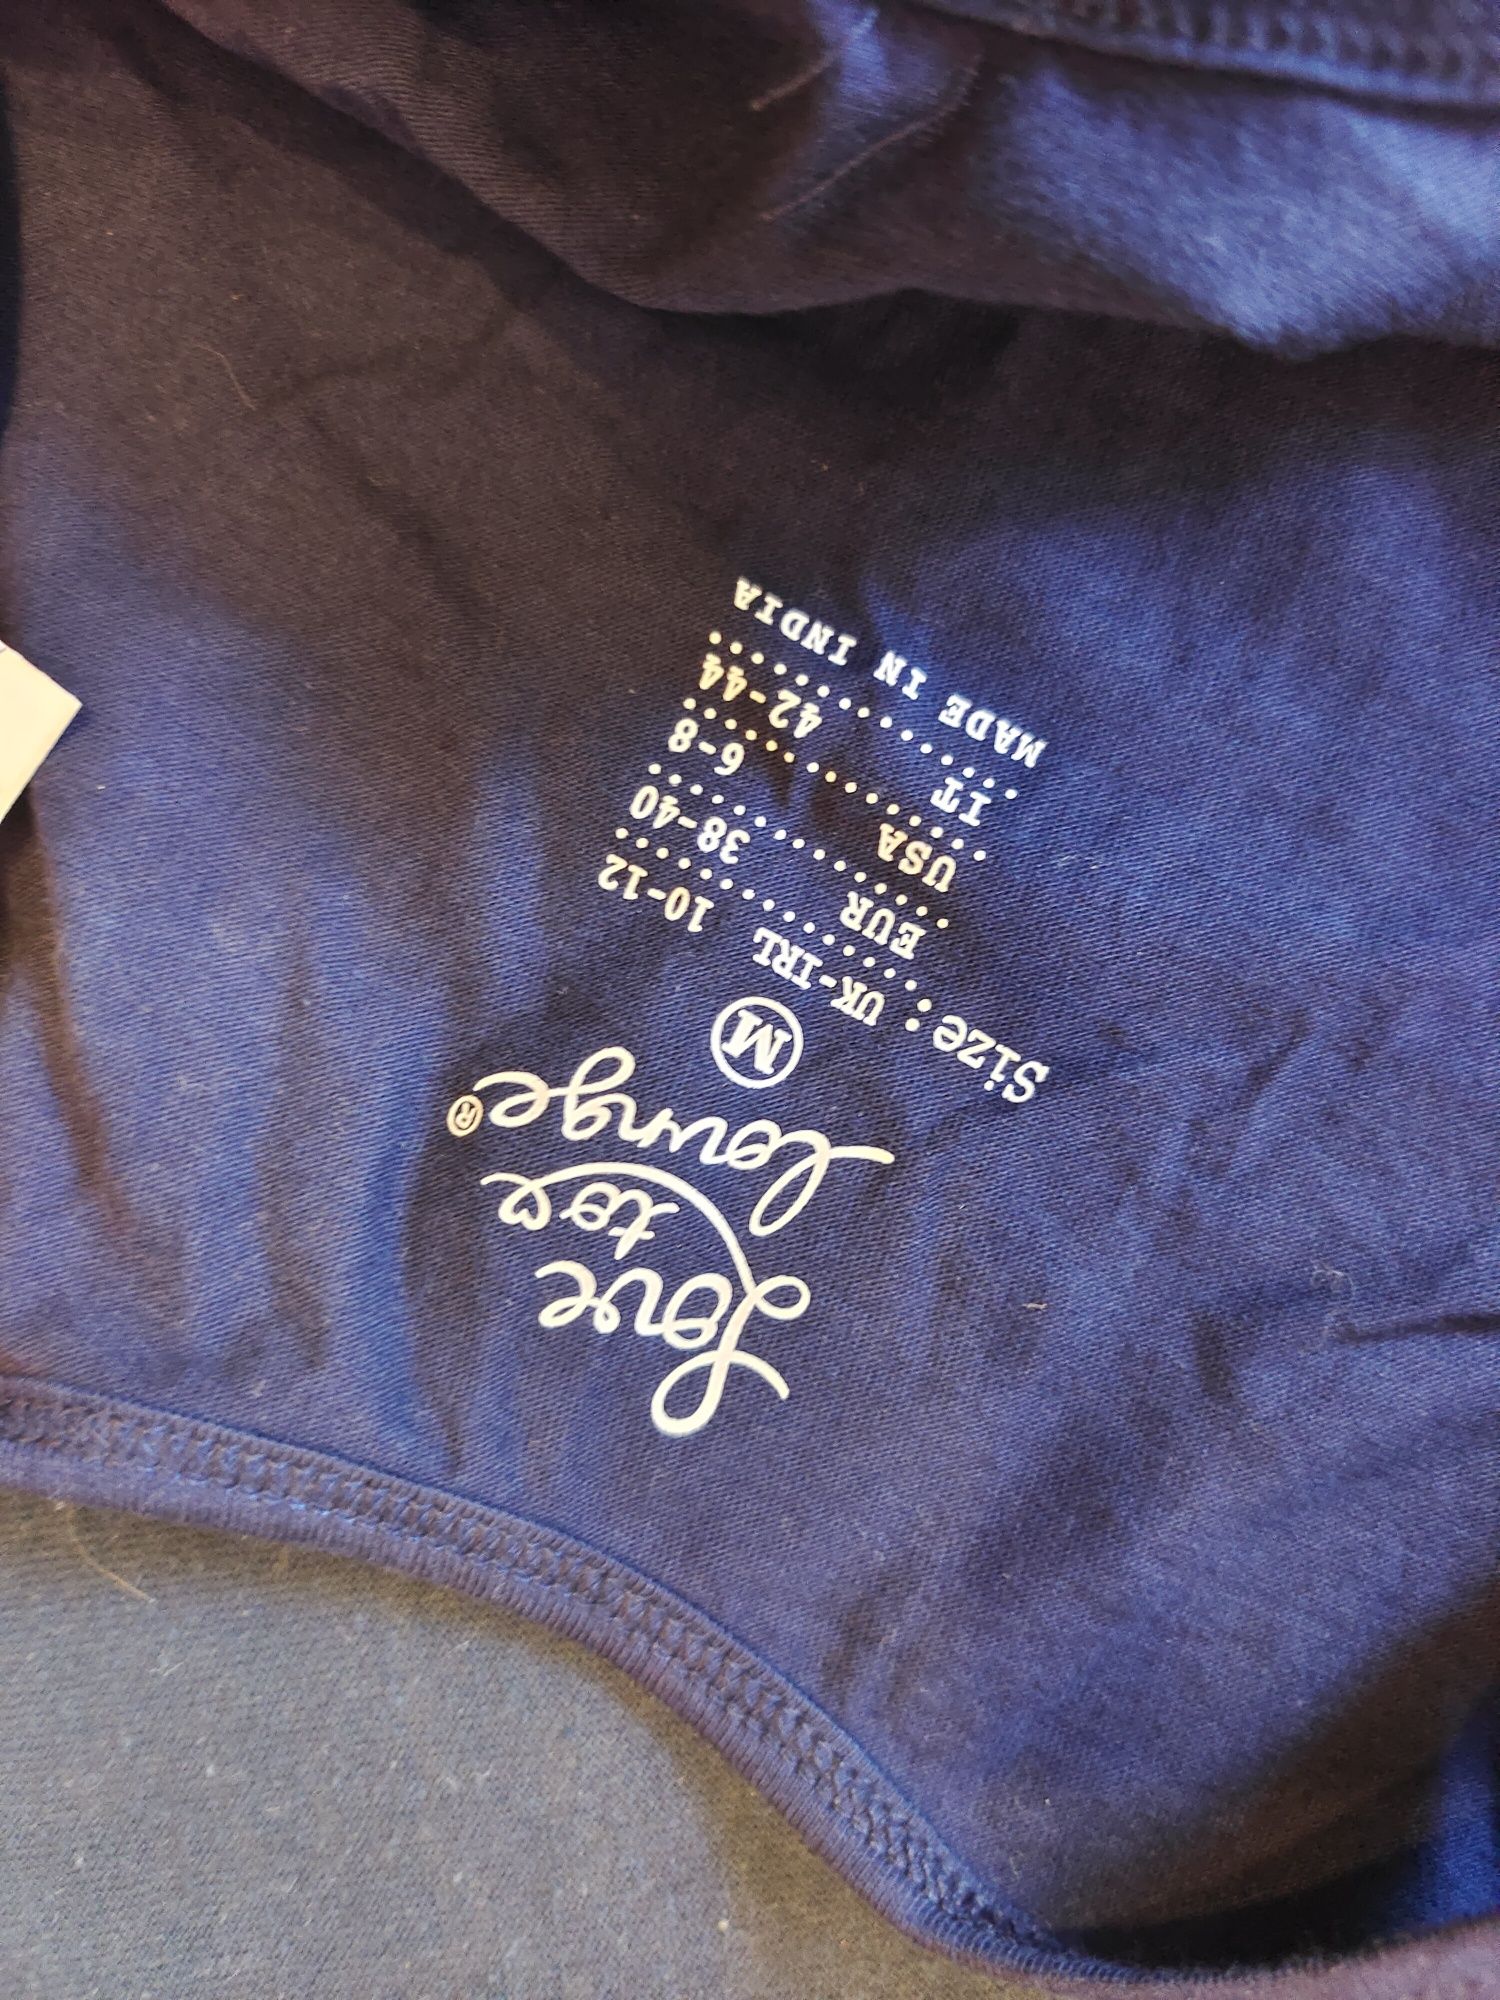 Love
to
lounge®
M
Size: UK-IRL 10-12
EUR 38-40
USA 6-8
IT 42-44
MADE IN INDIA